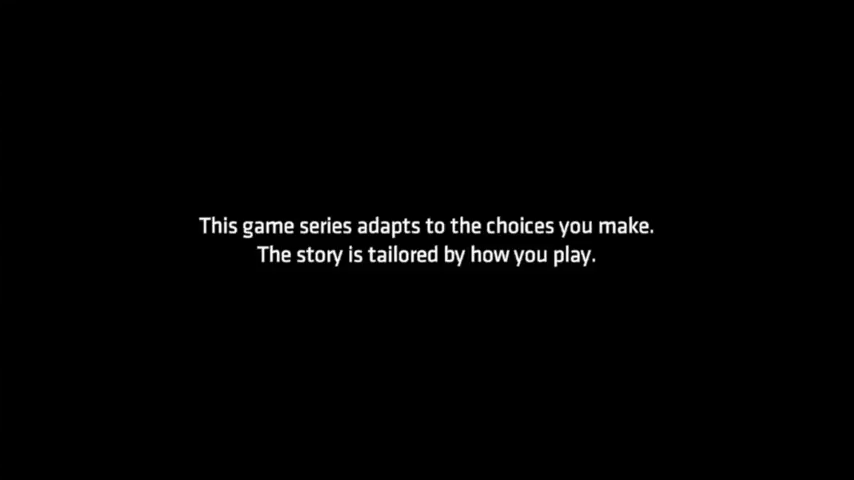 This game series adapts to the choices you make.
The story is tailored by how you play.